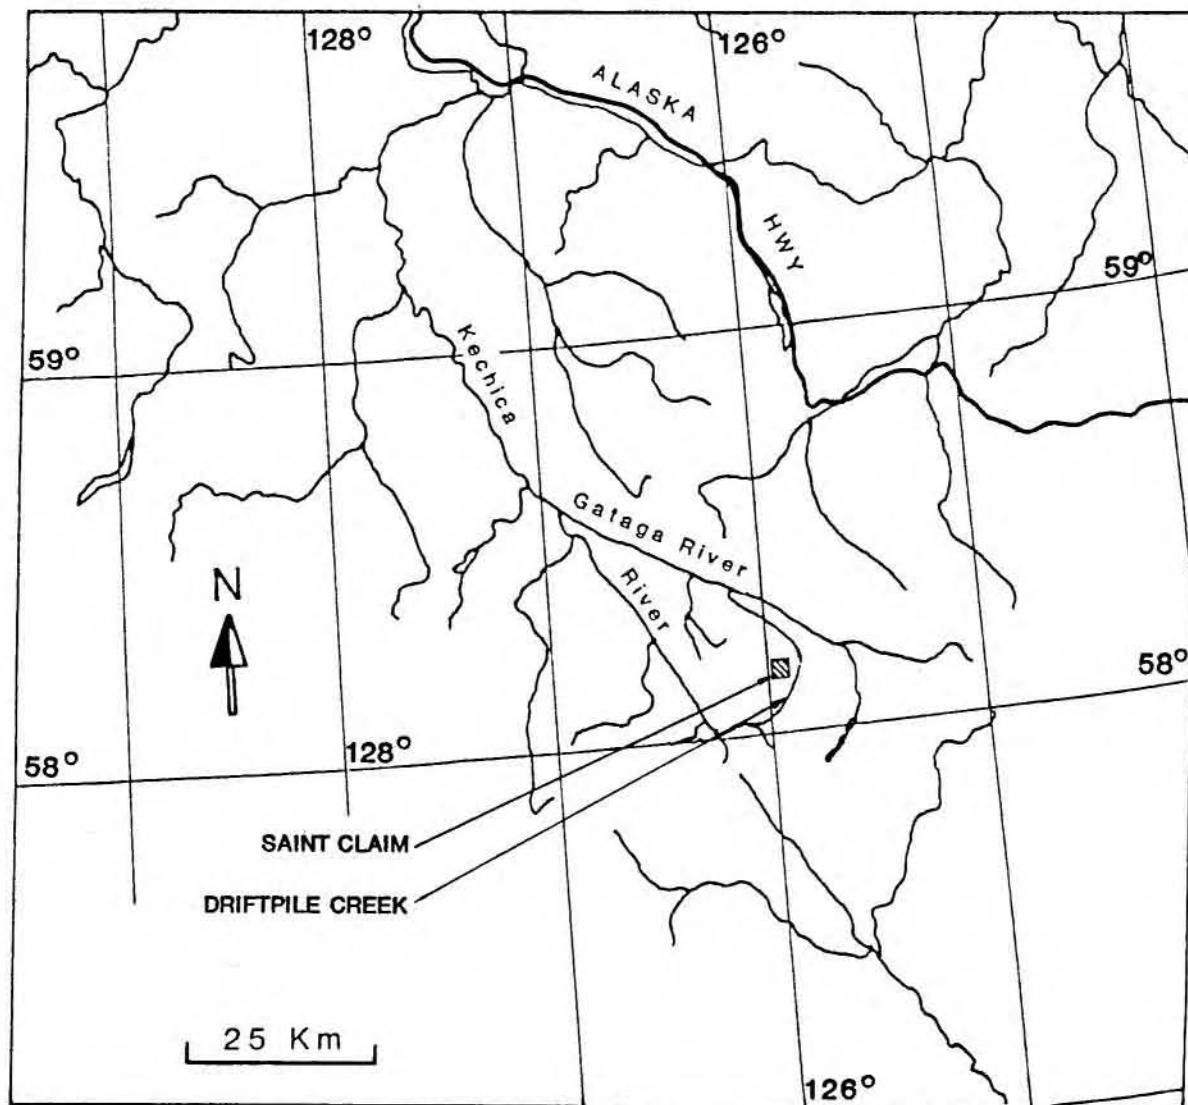 128°
126°
ALASKA
HWY
59°
Kechica
59°
Gataga River
River
N
58°
58°
128°
SAINT CLAIM
DRIFTPILE CREEK
25 Km
126°